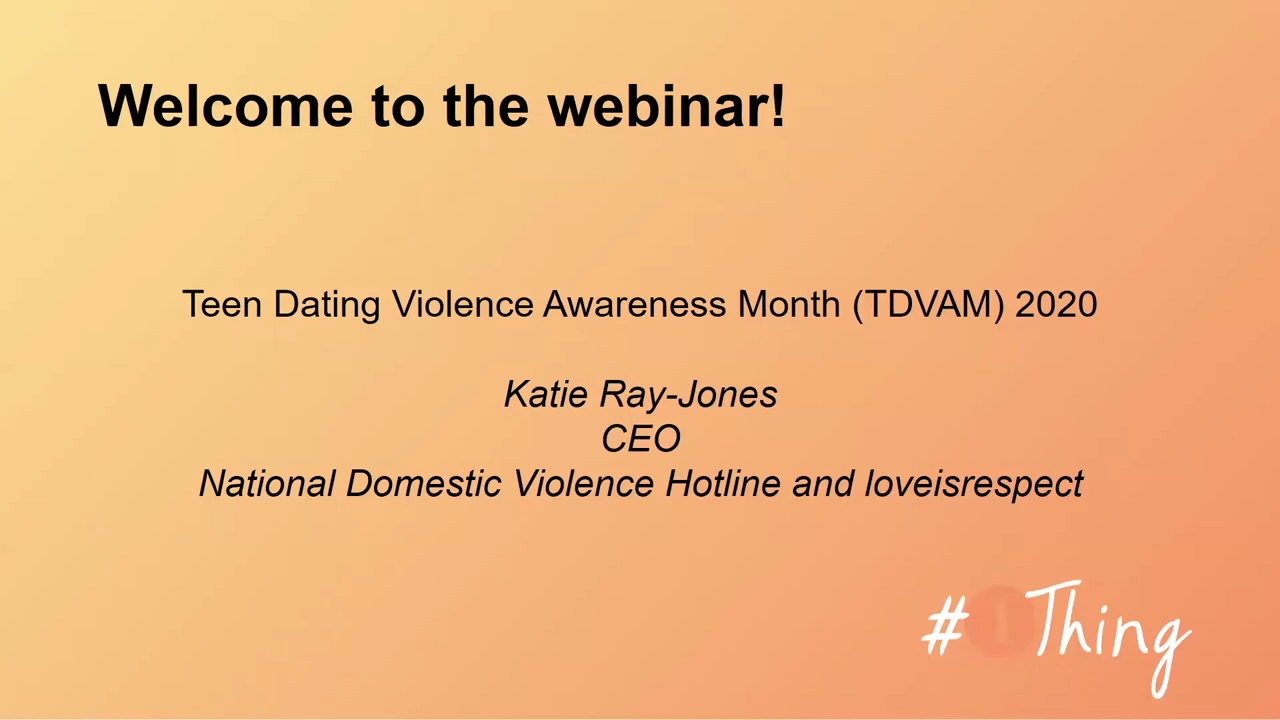 Welcome to the webinar!
Teen Dating Violence Awareness Month (TDVAM) 2020
Katie Ray-Jones
CEO
National Domestic Violence Hotline and loveisrespect
#1Thing